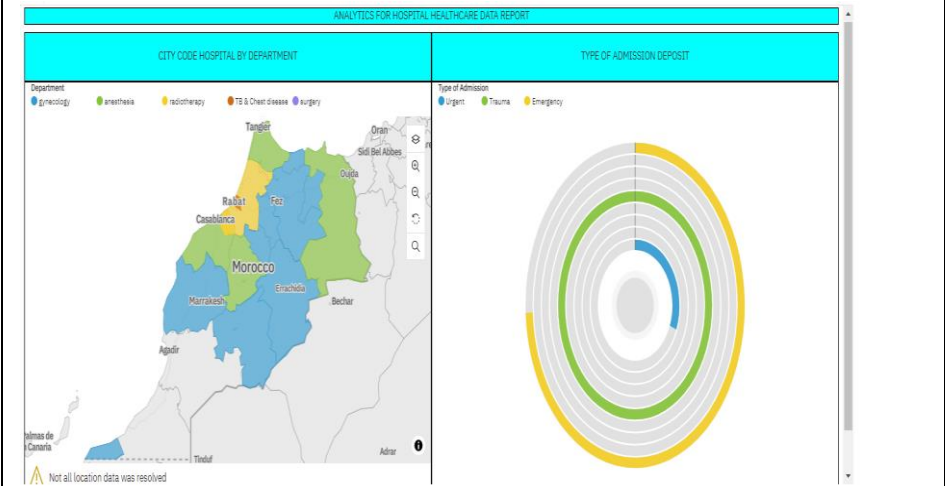 ANALYTICS FOR HOSPITAL HEALTHCARE DATA REPORT
CITY CODE HOSPITAL BY DEPARTMENT
TYPE OF ADMISSION DEPOSIT
Department
gynecology anesthesia radiotherapy TB & Chest disease surgery
Type of Admission
Urgent Trauma Emergency
Tangier
Oran
Sidi Bel Abbes
Oujda
Rabat
Fez
Casablanca
Morocco
Errachidia
Marrakesh
Bechar
Agadir
Canaria
Adrar
Tinduf
Not all location data was resolved